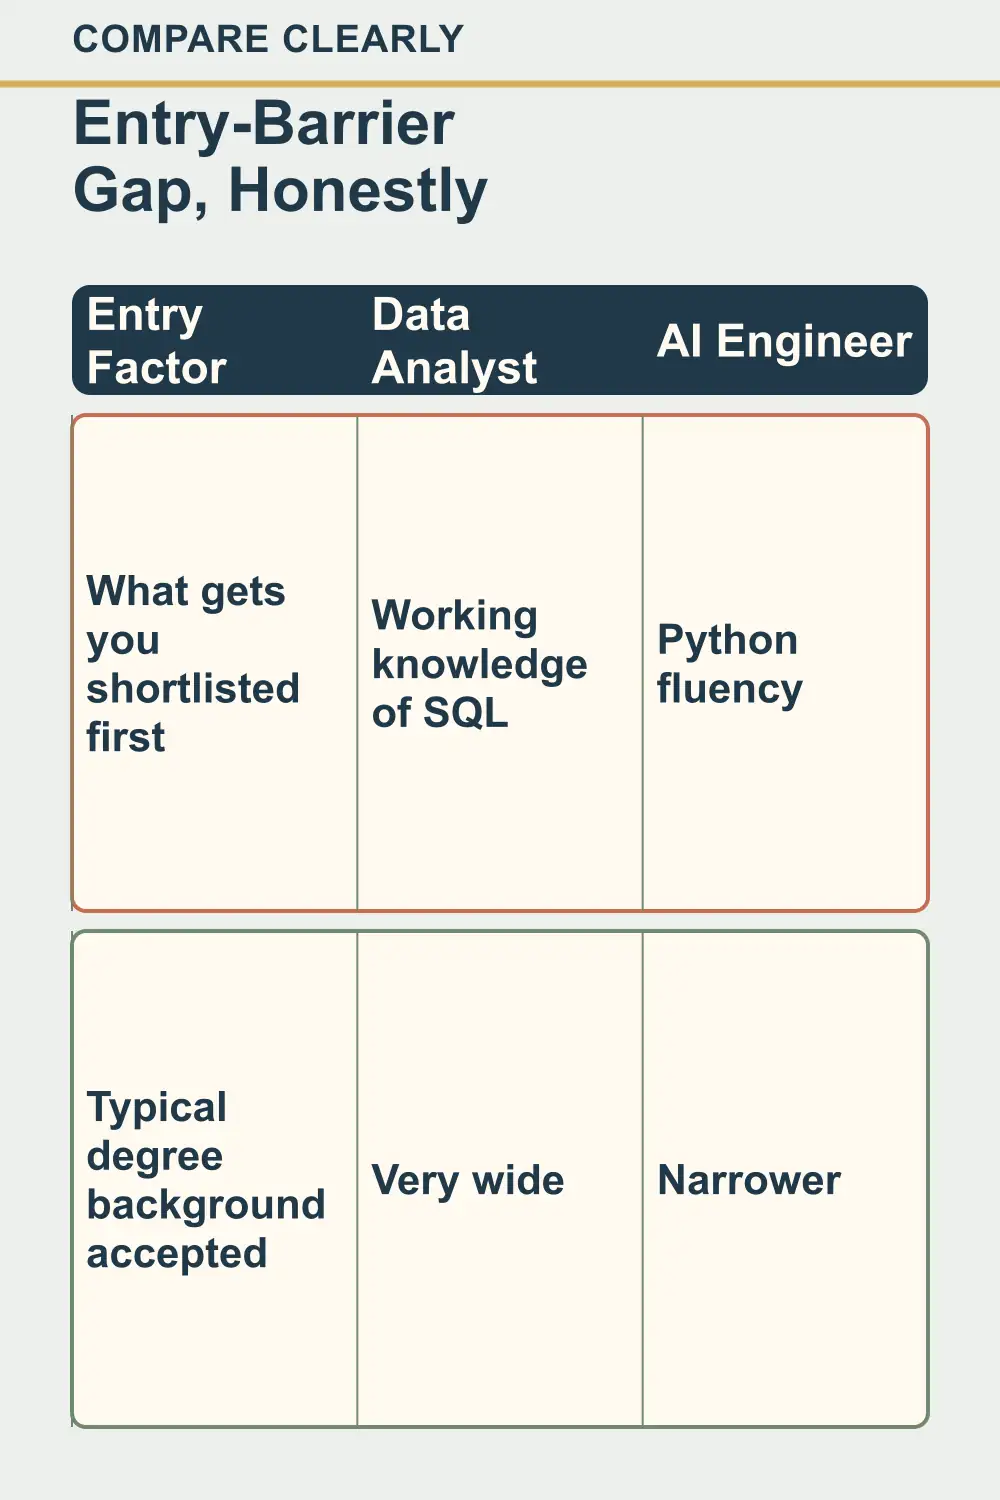 COMPARE CLEARLY
Entry-Barrier
Gap, Honestly
Entry
Factor
Data
Analyst
AI Engineer
What gets
you
shortlisted
first
Working
knowledge
of SQL
Python
fluency
Typical
degree
background
accepted
Very wide
Narrower